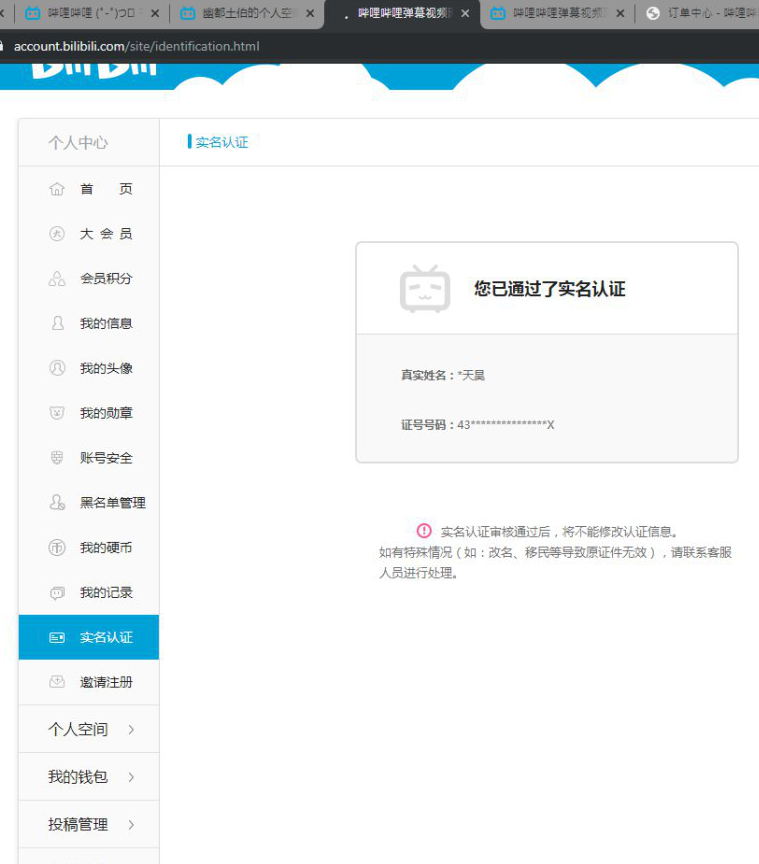 哔哩哔哩 (゜-゜)つロ
幽都土伯的个人空间
哔哩哔哩弹幕视频
哔哩哔哩弹幕视频
订单中心 - 哔哩哔
account.bilibili.com/site/identification.html
个人中心
实名认证
首 页
大 会 员
会员积分
我的信息
我的头像
我的勋章
账号安全
黑名单管理
我的硬币
我的记录
实名认证
邀请注册
个人空间
我的钱包
投稿管理
您已通过了实名认证
真实姓名：*天昊
证号号码：43***************X
实名认证审核通过后，将不能修改认证信息。
如有特殊情况（如：改名、移民等导致原证件无效），请联系客服
人员进行处理。